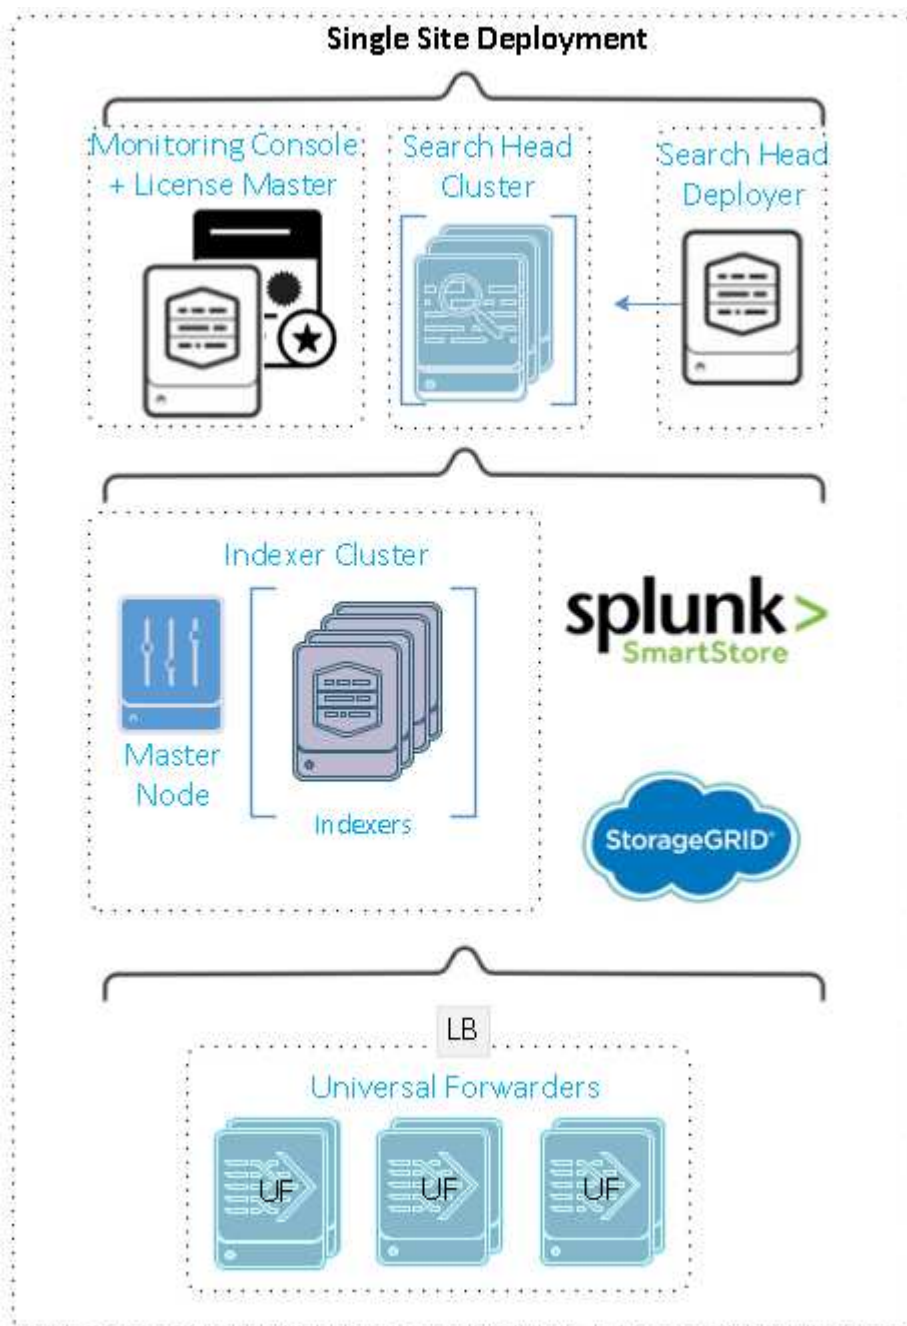 Single Site Deployment
Monitoring Console
+ License Master
Search Head
Cluster
Search Head
Deployer
Indexer Cluster
Master
Node
Indexers
splunk>
SmartStore
StorageGRID®
LB
Universal Forwarders
UF
UF
UF